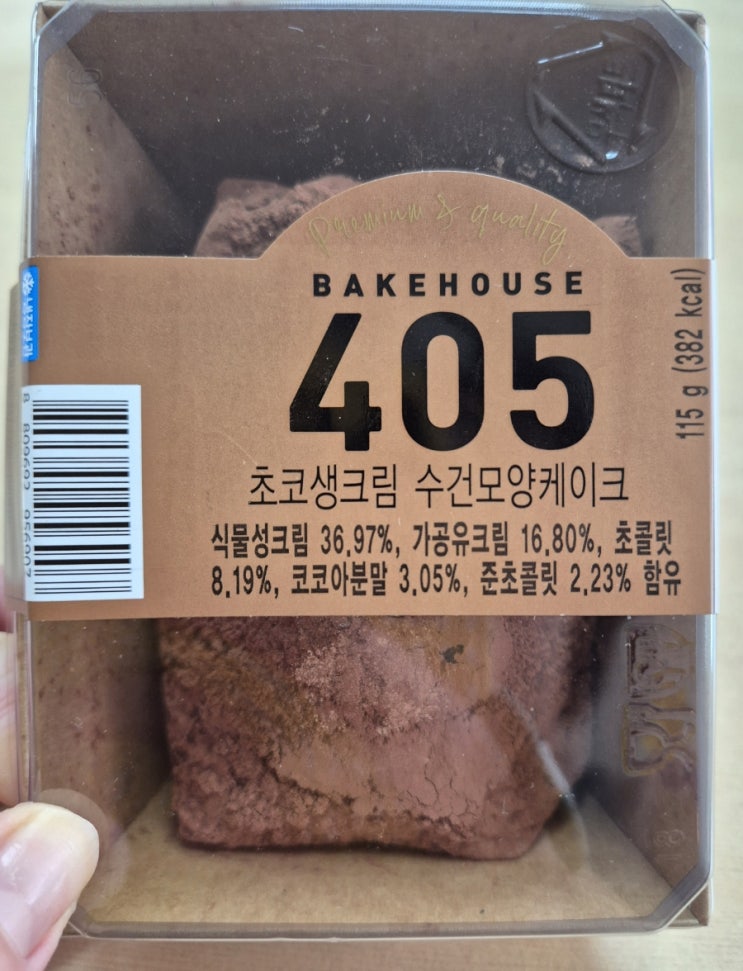 Premium & quality
BAKEHOUSE
405
초코생크림 수건모양케이크
식물성크림 36.97%, 가공유크림 16.80%, 초콜릿
8.19%, 코코아분말 3.05%, 준초콜릿 2.23% 함유
115 g (382 kcal)